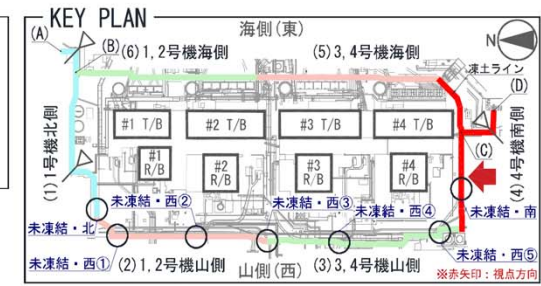 KEY PLAN
海側(東)
(A)
(B)
(6)1,2号機海側
(5)3,4号機海側
N
凍土ライン
(D)
#1 T/B
#2 T/B
#3 T/B
#4 T/B
(C)
(1)1号機北側
(4)4号機南側
#1
R/B
#2
R/B
#3
R/B
#4
R/B
未凍結・北
未凍結・西②
未凍結・西③
未凍結・西④
未凍結・南
未凍結・西①
(2)1,2号機山側
山側(西)
(3)3,4号機山側
未凍結・西⑤
※赤矢印:視点方向